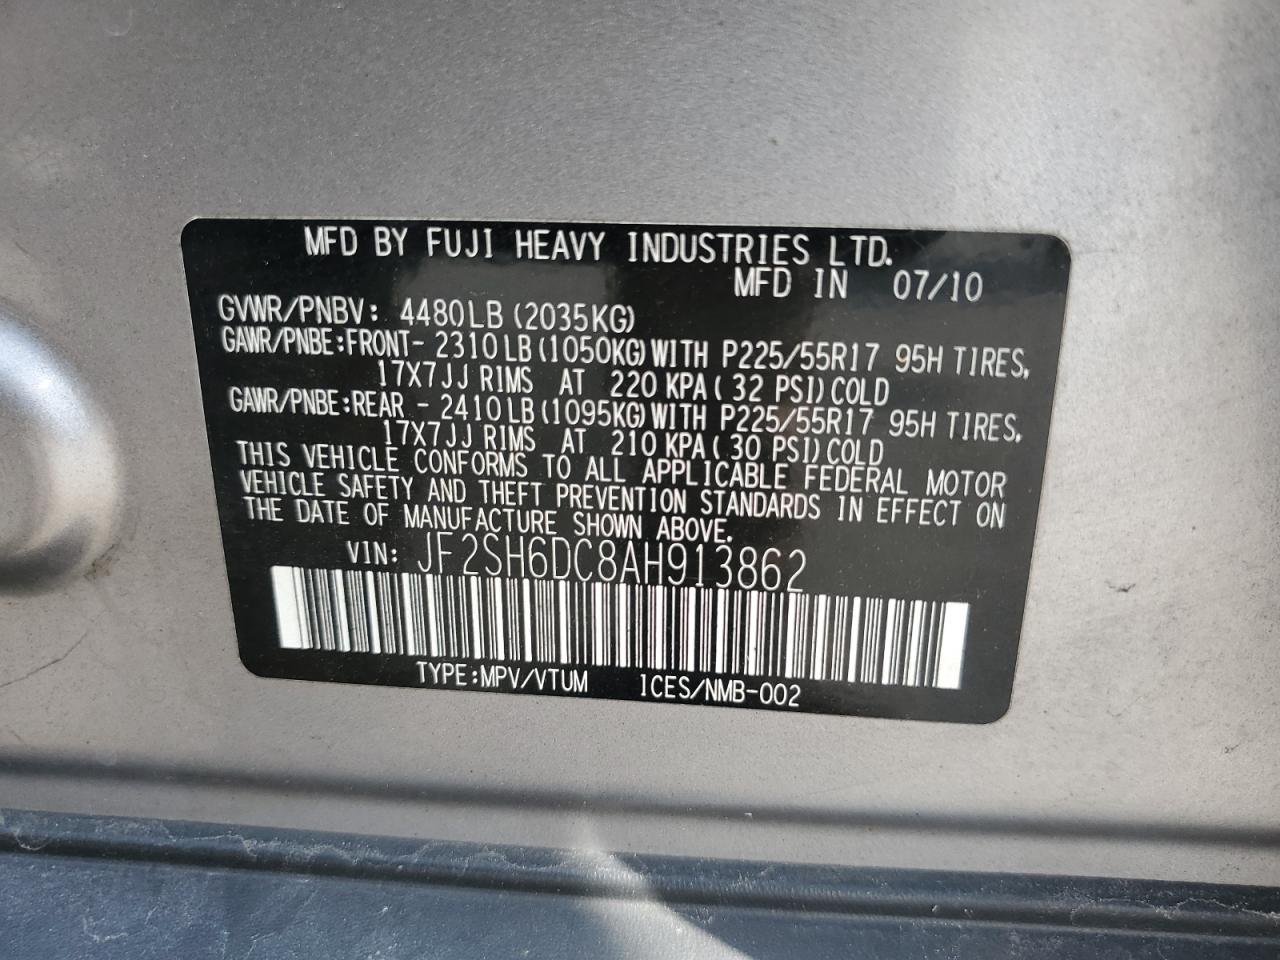 MFD BY FUJI HEAVY INDUSTRIES LTD.
MFD IN 07/10
GVWR/PNBV: 4480LB (2035KG)
GAWR/PNBE:FRONT- 2310LB(1050KG)WITH P225/55R17 95H TIRES,
17X7JJ RIMS AT 220 KPA( 32 PSI)COLD
GAWR/PNBE:REAR - 2410LB(1095KG)WITH P225/55R17 95H TIRES,
17X7JJ RIMS AT 210 KPA( 30 PSI)COLD
THIS VEHICLE CONFORMS TO ALL APPLICABLE FEDERAL MOTOR
VEHICLE SAFETY AND THEFT PREVENTION STANDARDS IN EFFECT ON
THE DATE OF MANUFACTURE SHOWN ABOVE.
VIN: JF2SH6DC8AH913862
TYPE:MPV/VTUM ICES/NMB-002